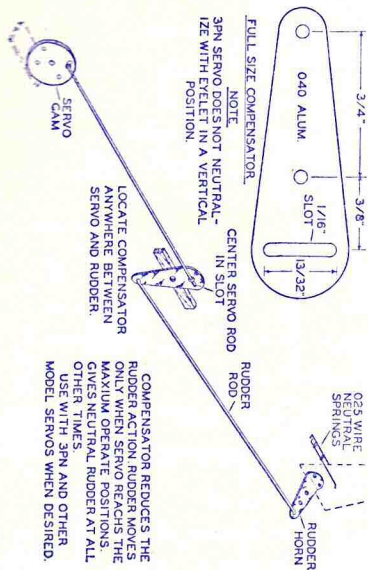 3/4"
3/8"
040 ALUM.
1/16"
SLOT
13/32"
FULL SIZE COMPENSATOR
NOTE
3PN SERVO DOES NOT NEUTRAL-
IZE WITH EYELET IN A VERTICAL
POSITION.
025 WIRE
NEUTRAL
SPRINGS
RUDDER
HORN
RUDDER
ROD
CENTER SERVO ROD
IN SLOT
LOCATE COMPENSATOR
ANYWHERE BETWEEN
SERVO AND RUDDER.
SERVO
CAM
COMPENSATOR REDUCES THE
RUDDER ACTION. RUDDER MOVES
ONLY WHEN SERVO REACHS THE
MAXIUM OPERATE POSITIONS.
GIVES NEUTRAL RUDDER AT ALL
OTHER TIMES.
USE WITH 3PN AND OTHER
MODEL SERVOS WHEN DESIRED.